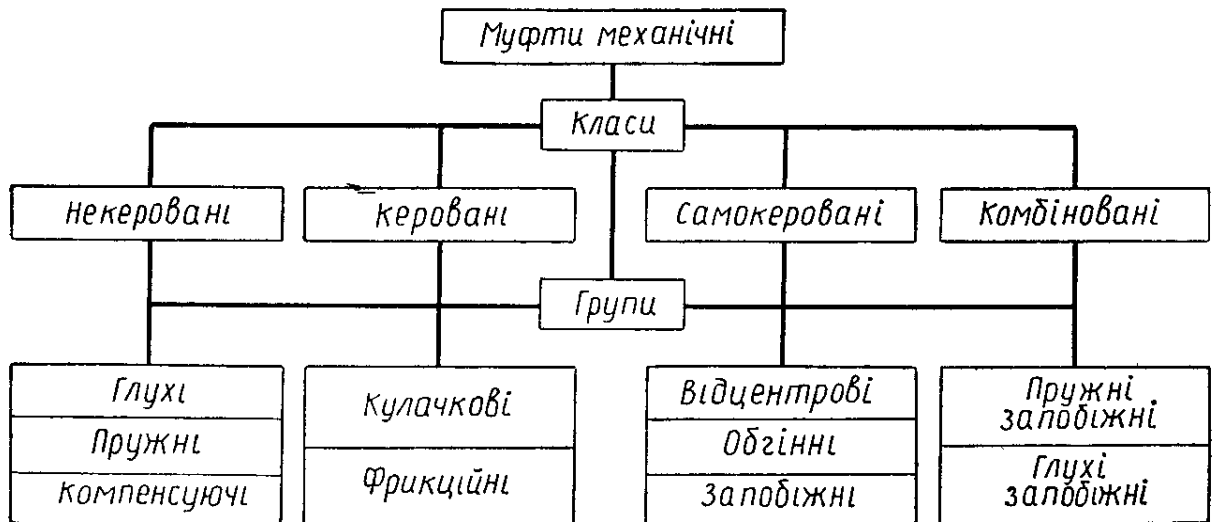 Муфти механічні
Класи
Некеровані
Керовані
Самокеровані
Комбіновані
Групи
Глухі
Пружні
Компенсуючі
Кулачкові
Фрикційні
Відцентрові
Обгінні
Запобіжні
Пружні
запобіжні
Глухі
запобіжні